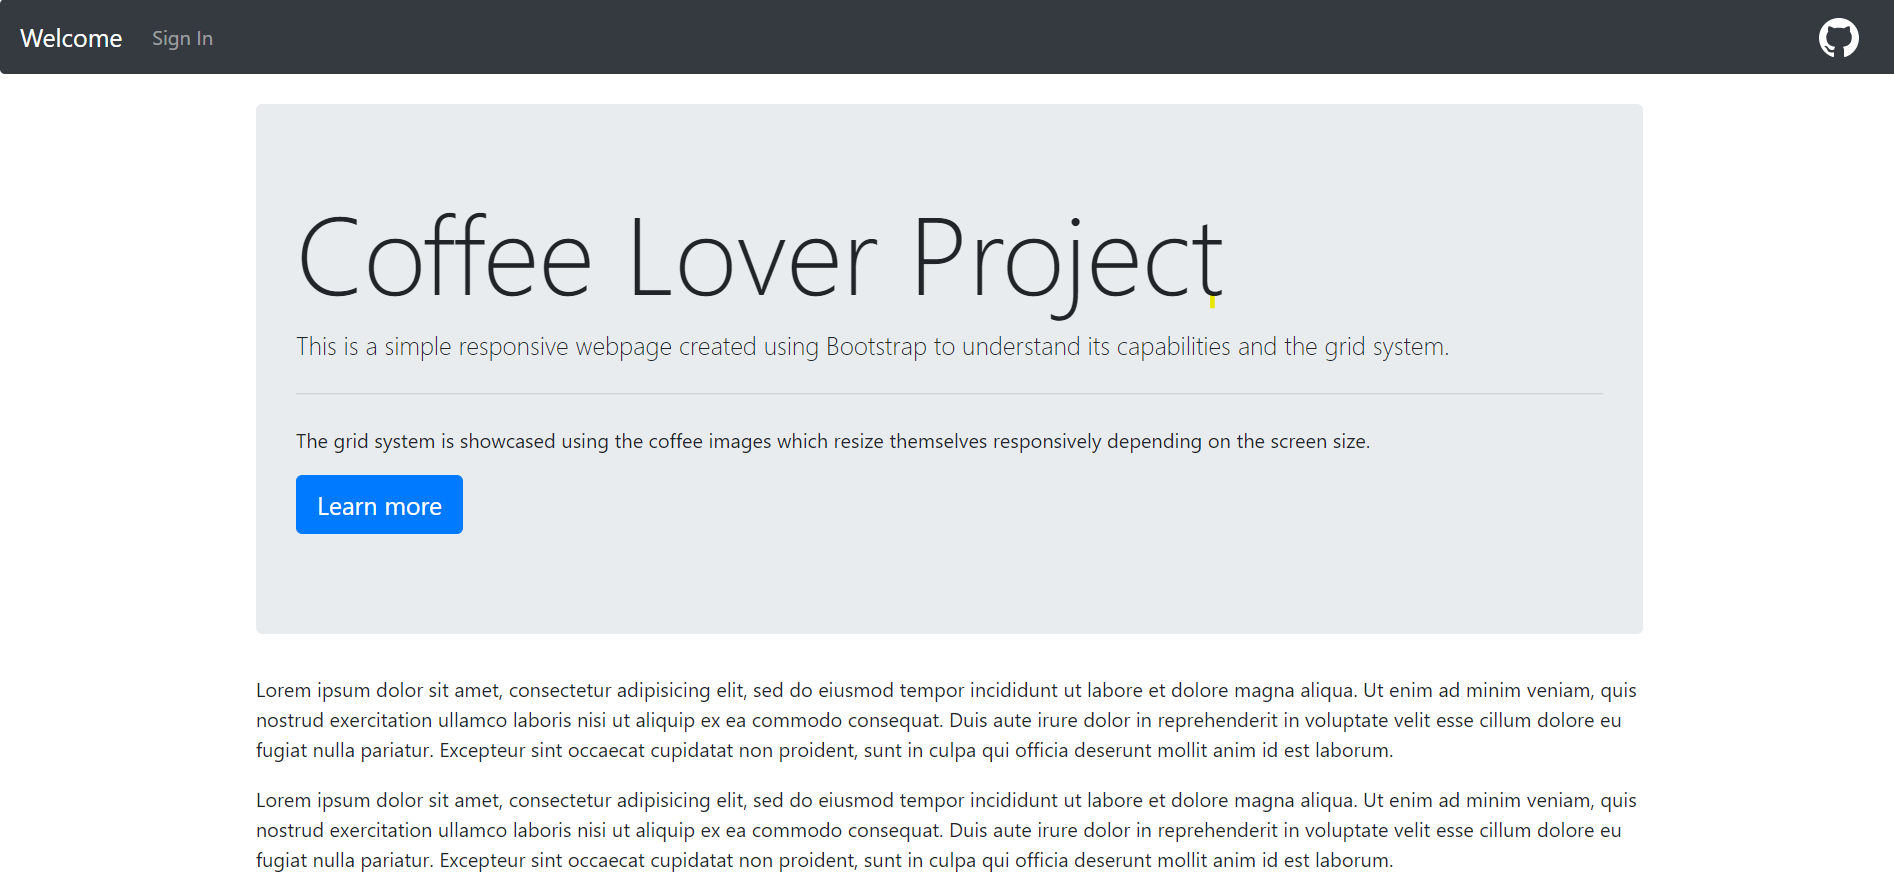 Welcome
Sign In
Coffee Lover Project
This is a simple responsive webpage created using Bootstrap to understand its capabilities and the grid system.
The grid system is showcased using the coffee images which resize themselves responsively depending on the screen size.
Learn more
Lorem ipsum dolor sit amet, consectetur adipisicing elit, sed do eiusmod tempor incididunt ut labore et dolore magna aliqua. Ut enim ad minim veniam, quis
nostrud exercitation ullamco laboris nisi ut aliquip ex ea commodo consequat. Duis aute irure dolor in reprehenderit in voluptate velit esse cillum dolore eu
fugiat nulla pariatur. Excepteur sint occaecat cupidatat non proident, sunt in culpa qui officia deserunt mollit anim id est laborum.
Lorem ipsum dolor sit amet, consectetur adipisicing elit, sed do eiusmod tempor incididunt ut labore et dolore magna aliqua. Ut enim ad minim veniam, quis
nostrud exercitation ullamco laboris nisi ut aliquip ex ea commodo consequat. Duis aute irure dolor in reprehenderit in voluptate velit esse cillum dolore eu
fugiat nulla pariatur. Excepteur sint occaecat cupidatat non proident, sunt in culpa qui officia deserunt mollit anim id est laborum.